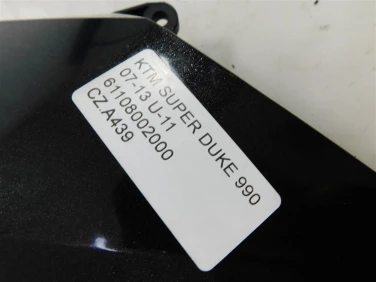 KTM SUPER DUKE 990
07-13 U-11
61108002000
CZ.A439